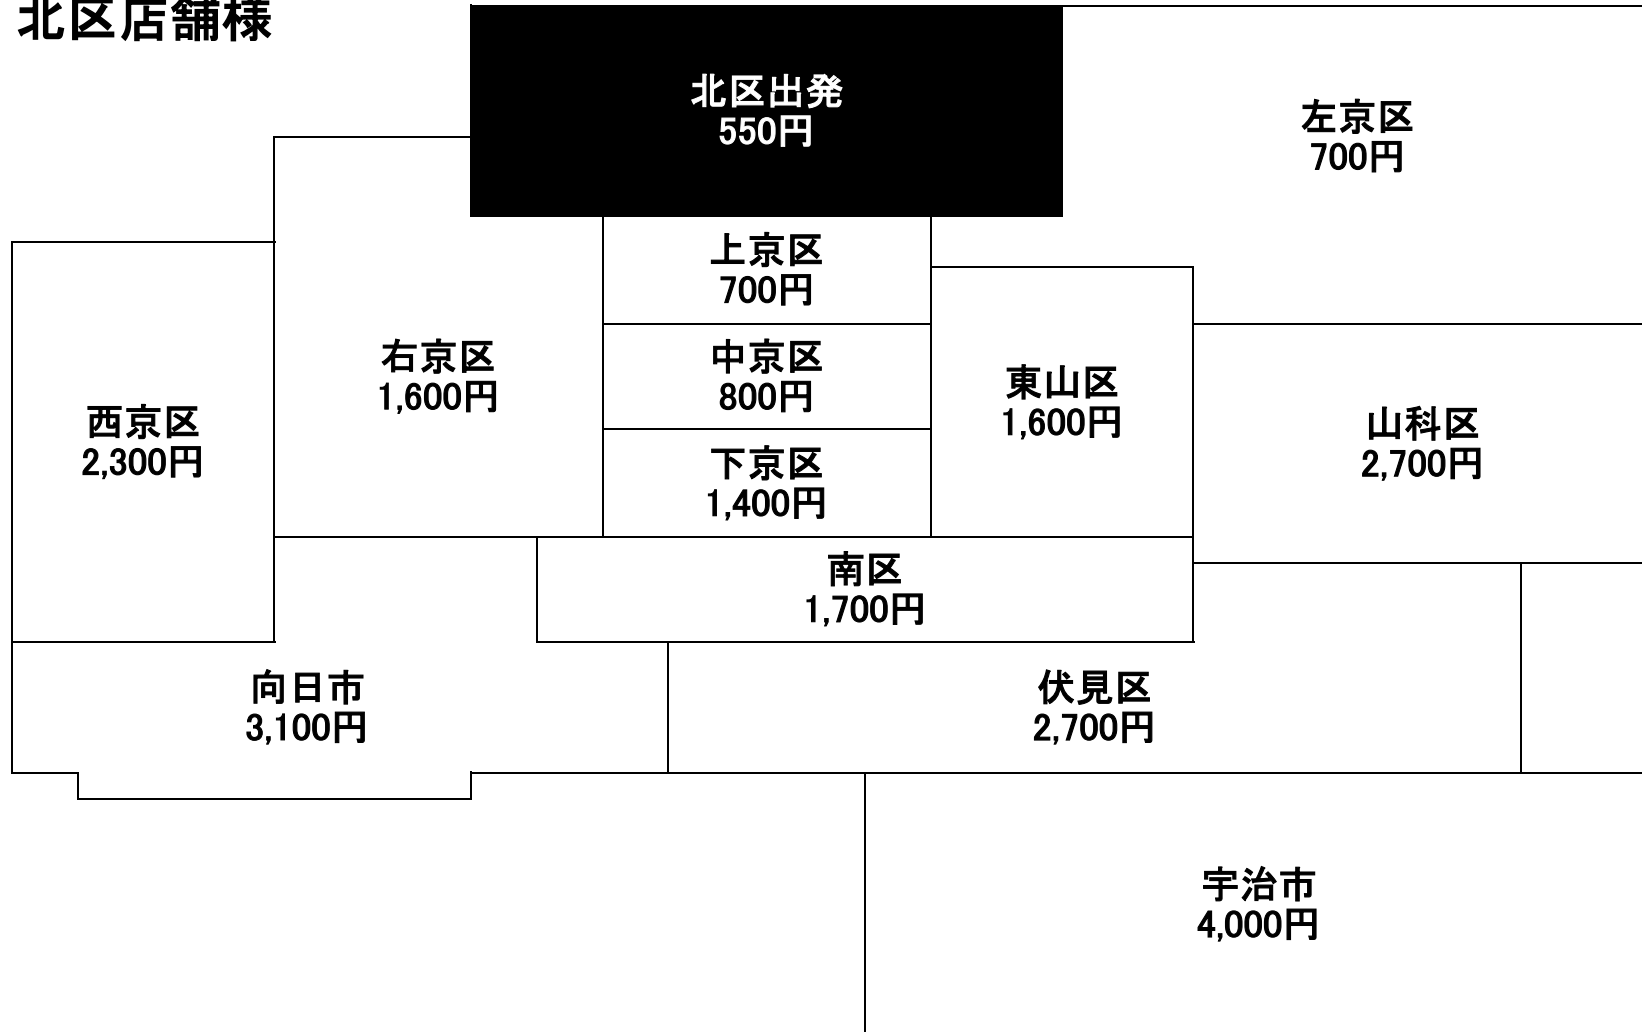 北区店舗様
北区出発
550円
左京区
700円
上京区
700円
右京区
1,600円
中京区
800円
東山区
1,600円
西京区
2,300円
山科区
2,700円
下京区
1,400円
南区
1,700円
向日市
3,100円
伏見区
2,700円
宇治市
4,000円